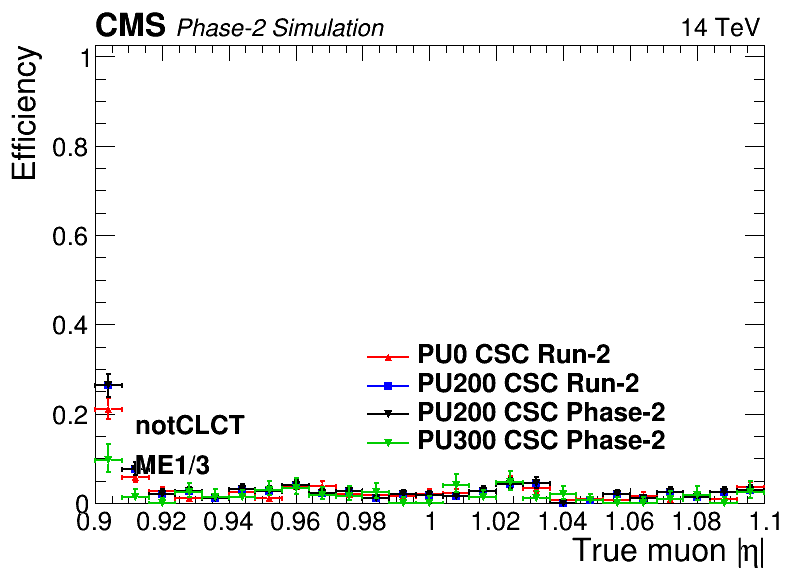 CMS Phase-2 Simulation 14 TeV
Efficiency
1
0.8
0.6
0.4
0.2
0
PU0 CSC Run-2
PU200 CSC Run-2
PU200 CSC Phase-2
PU300 CSC Phase-2
notCLCT
ME1/3
0.9 0.92 0.94 0.96 0.98 1 1.02 1.04 1.06 1.08 1.1
True muon |η|